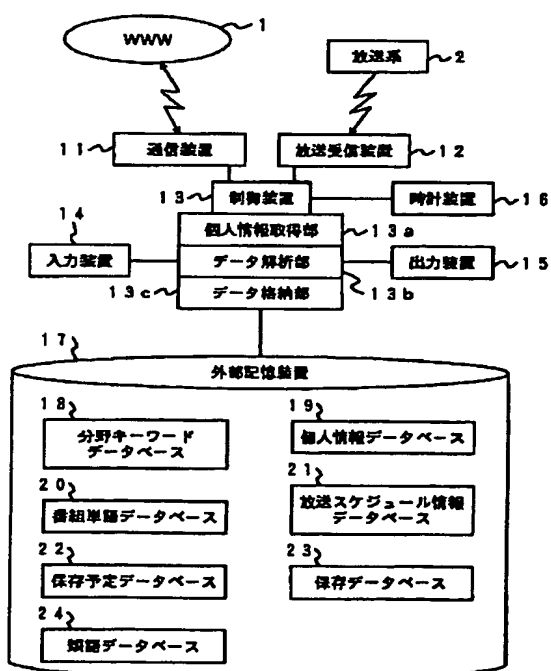 WWW 1
放送系 2
11 通信装置
放送受信装置 12
13 制御装置
時計装置 16
14
個人情報取得部 13a
入力装置
データ解析部
出力装置 15
13c データ格納部
13b
17
外部記憶装置
18
分野キーワード
データベース
19
個人情報データベース
20
番組単語データベース
21
放送スケジュール情報
データベース
22
保存予定データベース
23
保存データベース
24
類語データベース